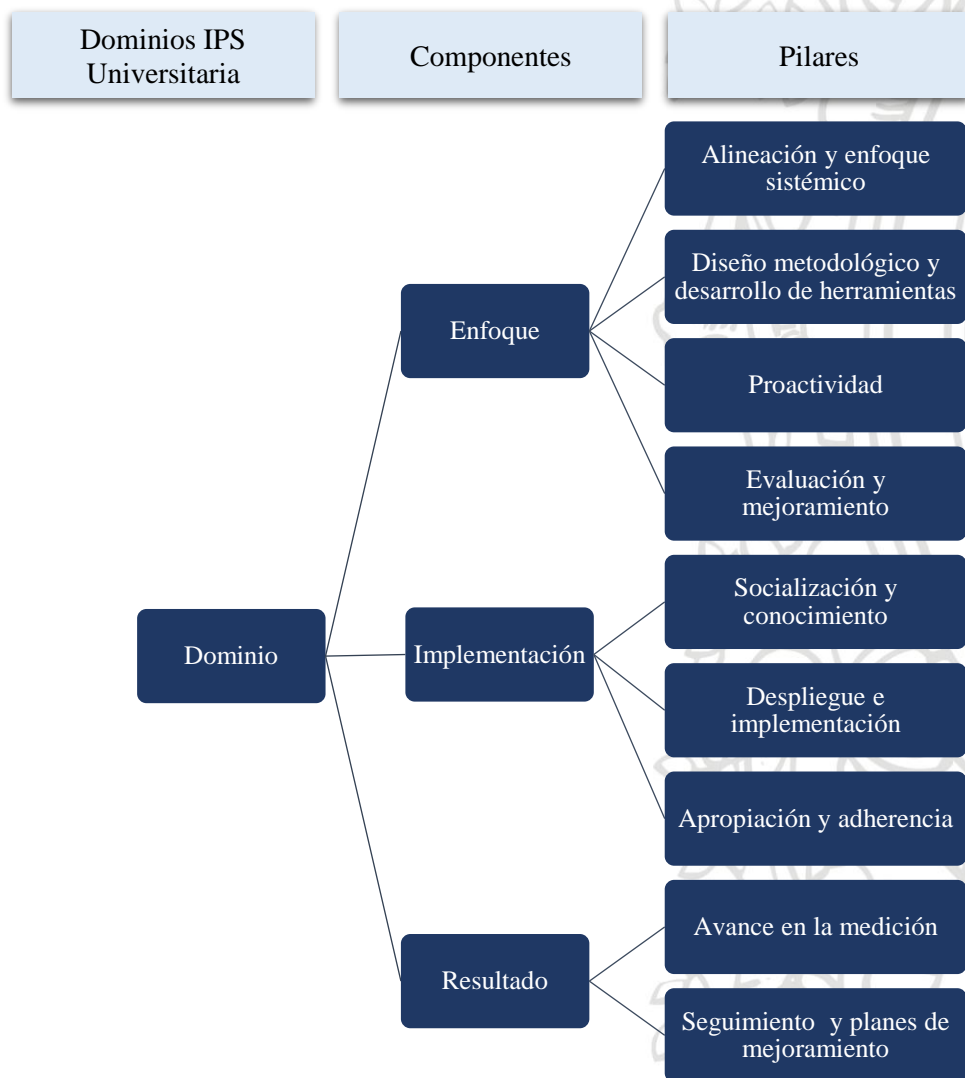 Dominios IPS
Universitaria
Componentes
Pilares
Alineación y enfoque
sistémico
Diseño metodológico y
desarrollo de herramientas
Enfoque
Proactividad
Evaluación y
mejoramiento
Socialización y
conocimiento
Dominio
Implementación
Despliegue e
implementación
Apropiación y adherencia
Avance en la medición
Resultado
Seguimiento y planes de
mejoramiento